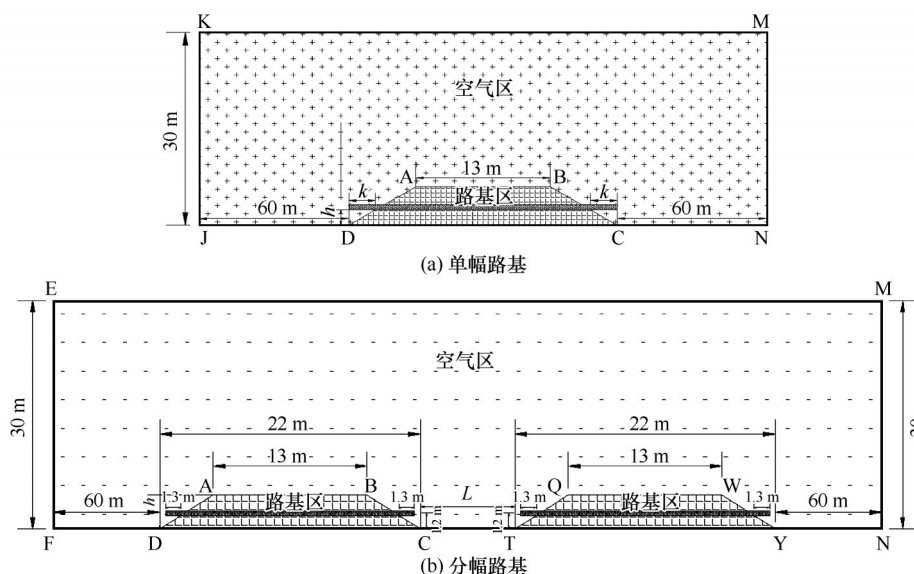 K M
空气区
30 m
13 m
A B
k 路基区 k
60 m h 60 m
J D C N
(a) 单幅路基
E M
空气区
30 m
22 m 22 m
13 m 13 m
h A B Q W
1.3 m 路基区 1.3 m L 1.3 m 路基区 1.3 m
60 m 1.2 m 1.2 m 60 m
F D C T Y N
(b) 分幅路基